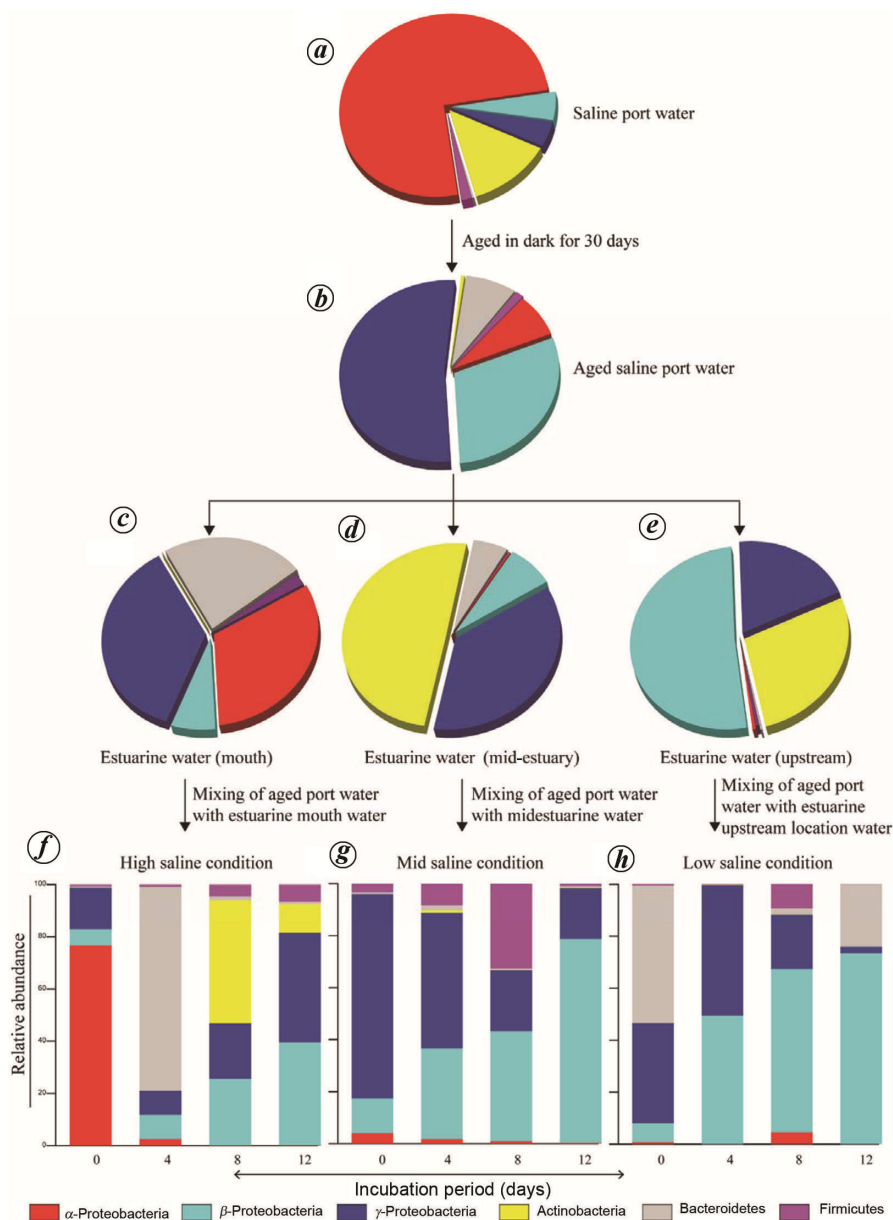 a
Saline port water
Aged in dark for 30 days
b
Aged saline port water
c
d
e
Estuarine water (mouth)
Estuarine water (mid-estuary)
Estuarine water (upstream)
Mixing of aged port water
with estuarine mouth water
Mixing of aged port water
with midestuarine water
Mixing of aged port
water with estuarine
upstream location water
f
g
h
High saline condition
Mid saline condition
Low saline condition
Relative abundance
100
80
60
40
20
0
0 4 8 12
0 4 8 12
0 4 8 12
Incubation period (days)
α-Proteobacteria
β-Proteobacteria
γ-Proteobacteria
Actinobacteria
Bacteroidetes
Firmicutes